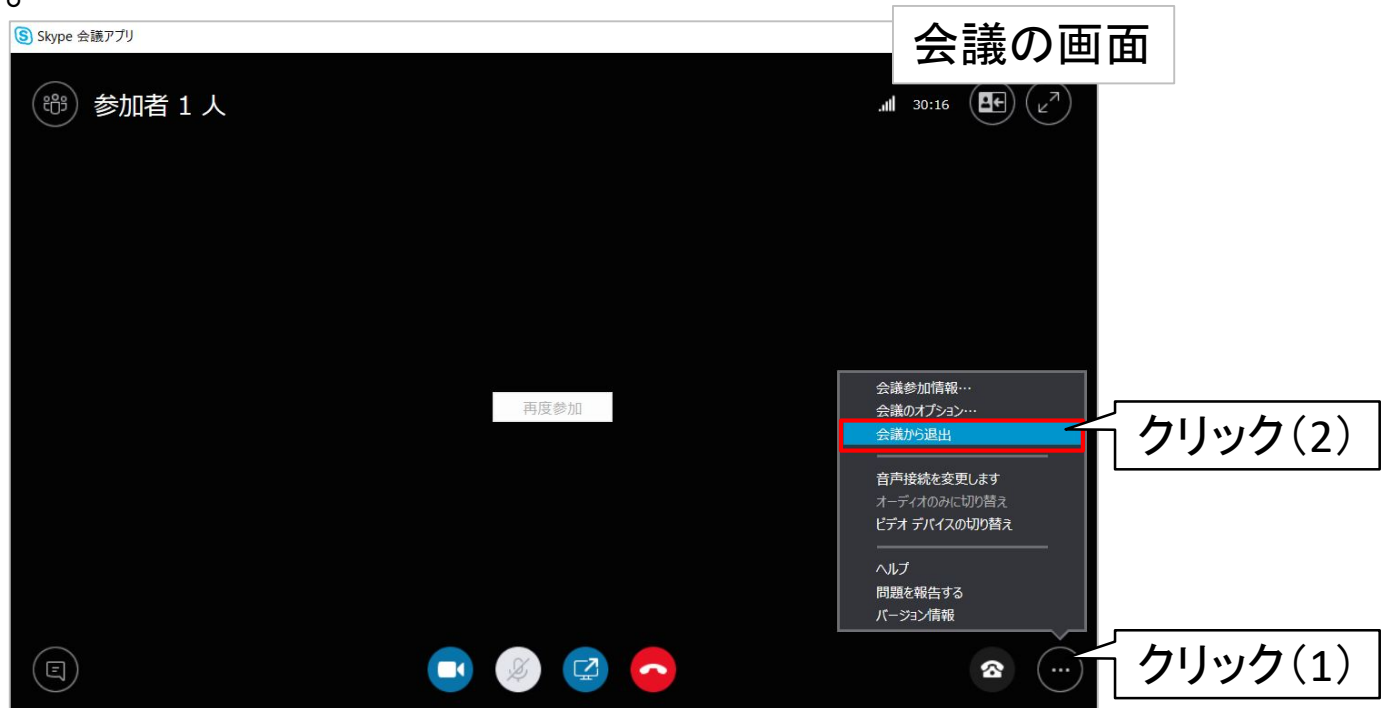 。
Skype 会議アプリ
会議の画面
参加者 1 人
30:16
再度参加
会議参加情報…
会議のオプション…
会議から退出
クリック（2）
音声接続を変更します
オーディオのみに切り替え
ビデオ デバイスの切り替え
ヘルプ
問題を報告する
バージョン情報
クリック（1）